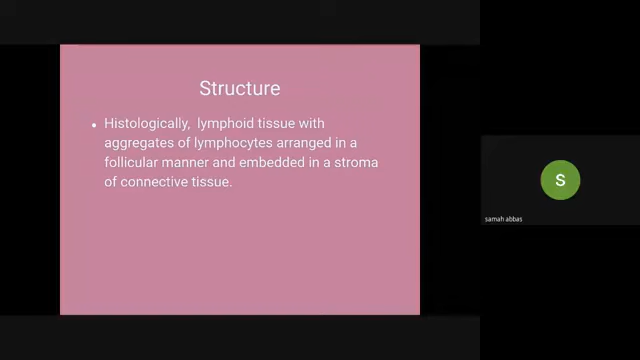 Structure
• Histologically, lymphoid tissue with
aggregates of lymphocytes arranged in a
follicular manner and embedded in a stroma
of connective tissue.
S
samah abbas